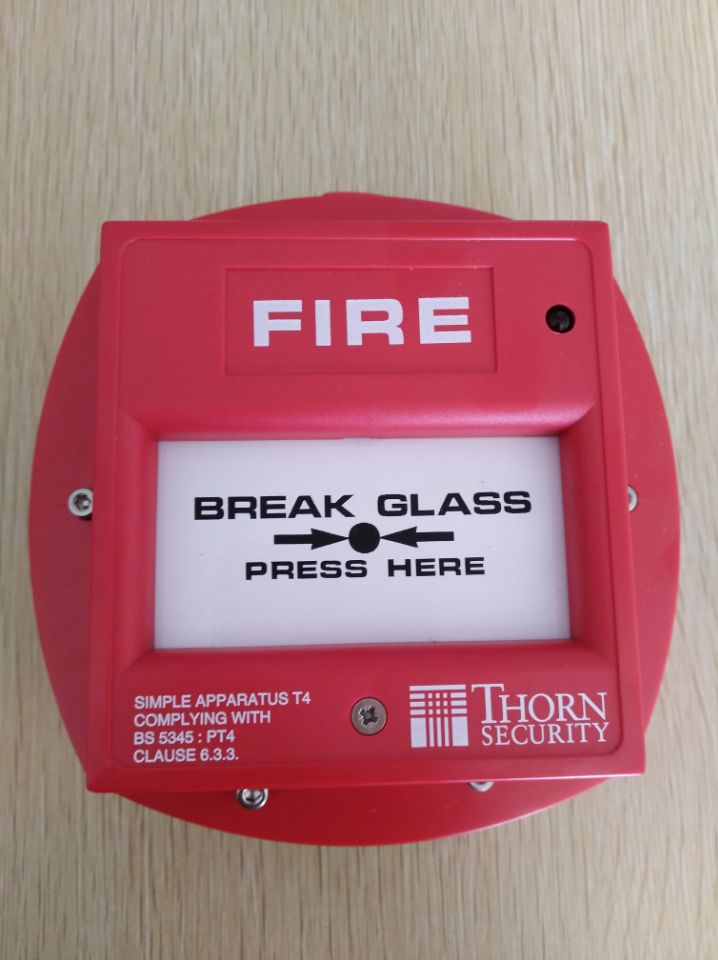 FIRE
BREAK GLASS
PRESS HERE
SIMPLE APPARATUS T4
COMPLYING WITH
BS 5345 : PT4
CLAUSE 6.3.3.
THORN
SECURITY